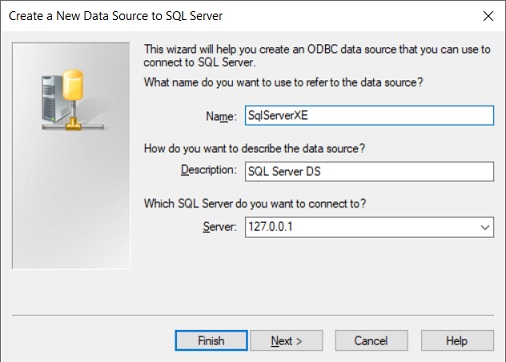 Create a New Data Source to SQL Server
This wizard will help you create an ODBC data source that you can use to
connect to SQL Server.
What name do you want to use to refer to the data source?
Name: SqlServerXE
How do you want to describe the data source?
Description: SQL Server DS
Which SQL Server do you want to connect to?
Server: 127.0.0.1
Finish Next > Cancel Help